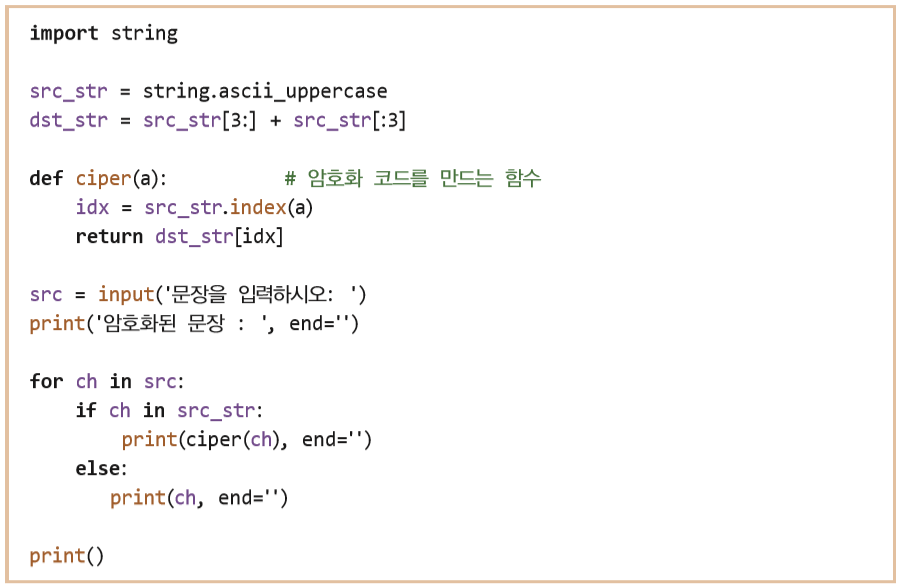 import string
src_str = string.ascii_uppercase
dst_str = src_str[3:] + src_str[:3]
def ciper(a): # 암호화 코드를 만드는 함수
idx = src_str.index(a)
return dst_str[idx]
src = input('문장을 입력하시오: ')
print('암호화된 문장 : ', end='')
for ch in src:
if ch in src_str:
print(ciper(ch), end='')
else:
print(ch, end='')
print()